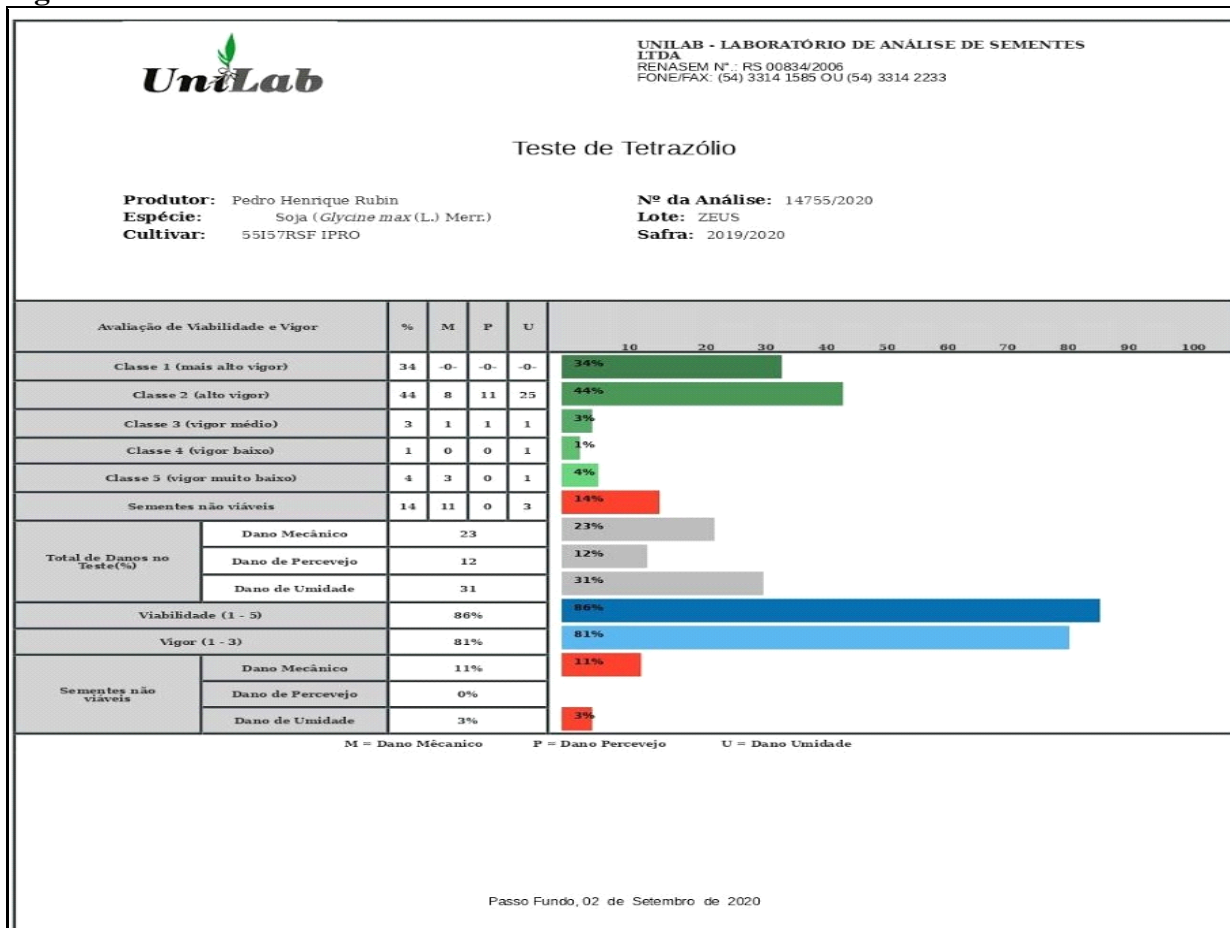 UniLab
UNILAB - LABORATÓRIO DE ANÁLISE DE SEMENTES
LTDA
RENASEM N°.: RS 00834/2006
FONE/FAX: (54) 3314 1585 OU (54) 3314 2233
Teste de Tetrazólio
Produtor: Pedro Henrique Rubin
Nº da Análise: 14755/2020
Espécie: Soja (Glycine max (L.) Merr.)
Lote: ZEUS
Cultivar: 55I57RSF IPRO
Safra: 2019/2020
Avaliação de Viabilidade e Vigor % M P U
10 20 30 40 50 60 70 80 90 100
Classe 1 (mais alto vigor) 34 -0- -0- -0- 34%
Classe 2 (alto vigor) 44 8 11 25 44%
Classe 3 (vigor médio) 3 1 1 1 3%
Classe 4 (vigor baixo) 1 0 0 1 1%
Classe 5 (vigor muito baixo) 4 3 0 1 4%
Sementes não viáveis 14 11 0 3 14%
Total de Danos no
Teste(%)
Dano Mecânico 23 23%
Dano de Percevejo 12 12%
Dano de Umidade 31 31%
Viabilidade (1 - 5) 86% 86%
Vigor (1 - 3) 81% 81%
Sementes não
viáveis
Dano Mecânico 11% 11%
Dano de Percevejo 0%
Dano de Umidade 3% 3%
M = Dano Mécanico P = Dano Percevejo U = Dano Umidade
Passo Fundo, 02 de Setembro de 2020